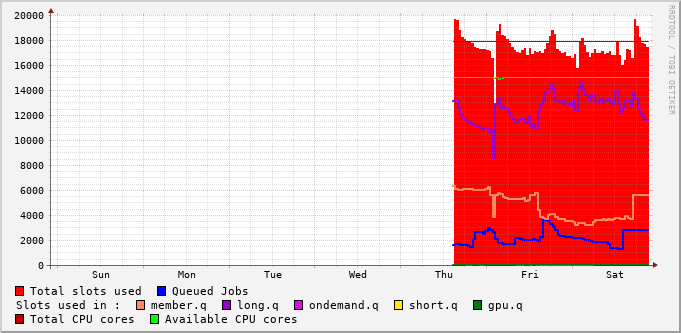 20000
18000
16000
14000
12000
10000
8000
6000
4000
2000
0
Sun Mon Tue Wed Thu Fri Sat
Total slots used Queued Jobs
Slots used in : member.q long.q ondemand.q short.q gpu.q
Total CPU cores Available CPU cores
RRDTOOL / TOBI OETIKER